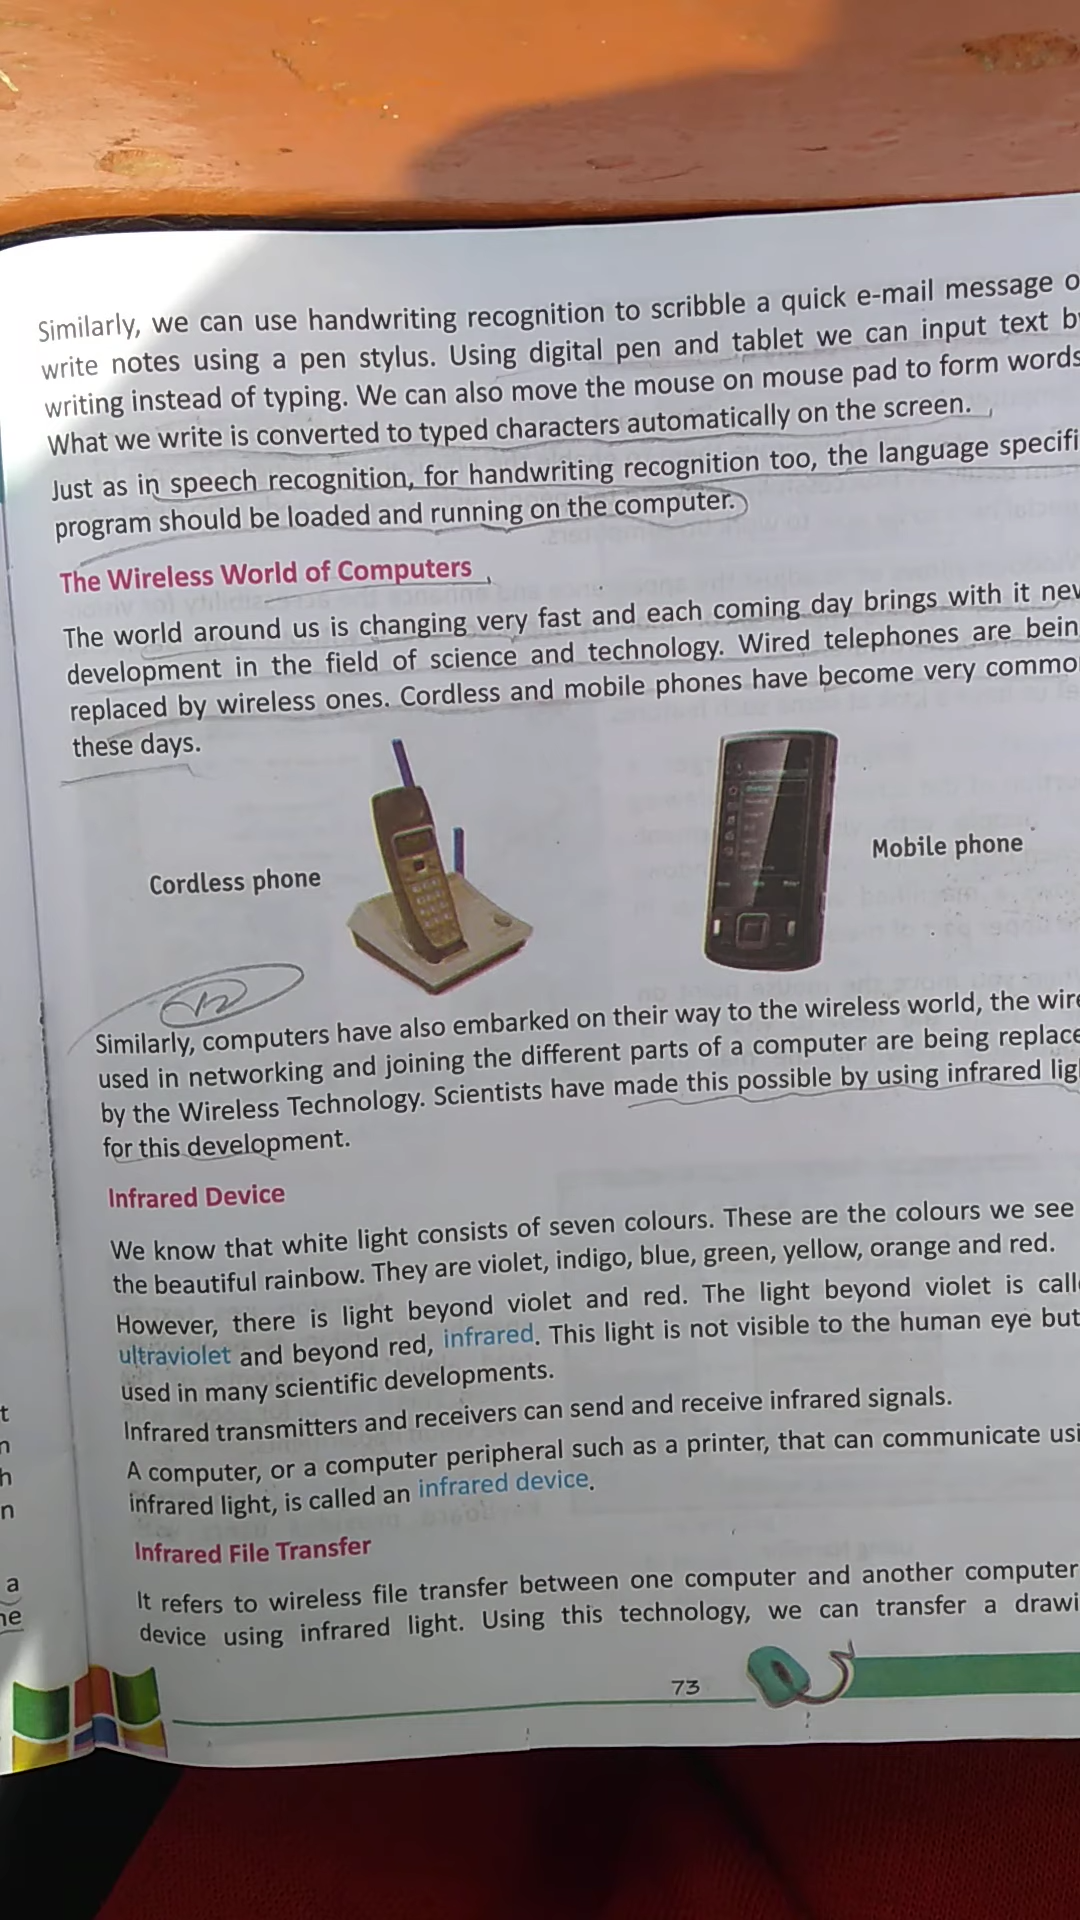 Similarly, we can use handwriting recognition to scribble a quick e-mail message
write notes using a pen stylus. Using digital pen and tablet we can input text
writing instead of typing. We can also move the mouse on mouse pad to form words
What we write is converted to typed characters automatically on the screen.
Just as in speech recognition, for handwriting recognition too, the language specifi
program should be loaded and running on the computer.
The Wireless World of Computers
The world around us is changing very fast and each coming day brings with it
development in the field of science and technology. Wired telephones are bein
replaced by wireless ones. Cordless and mobile phones have become very commo
these days.
Cordless phone
Mobile phone
Similarly, computers have also embarked on their way to the wireless world, the wire
used in networking and joining the different parts of a computer are being replace
by the Wireless Technology. Scientists have made this possible by using infrared lig
for this development.
Infrared Device
We know that white light consists of seven colours. These are the colours we see
the beautiful rainbow. They are violet, indigo, blue, green, yellow, orange and red.
However, there is light beyond violet and red. The light beyond violet is call
ultraviolet and beyond red, infrared. This light is not visible to the human eye but
used in many scientific developments.
Infrared transmitters and receivers can send and receive infrared signals.
A computer, or a computer peripheral such as a printer, that can communicate usi
infrared light, is called an infrared device.
Infrared File Transfer
It refers to wireless file transfer between one computer and another computer
device using infrared light. Using this technology, we can transfer a drawi
73